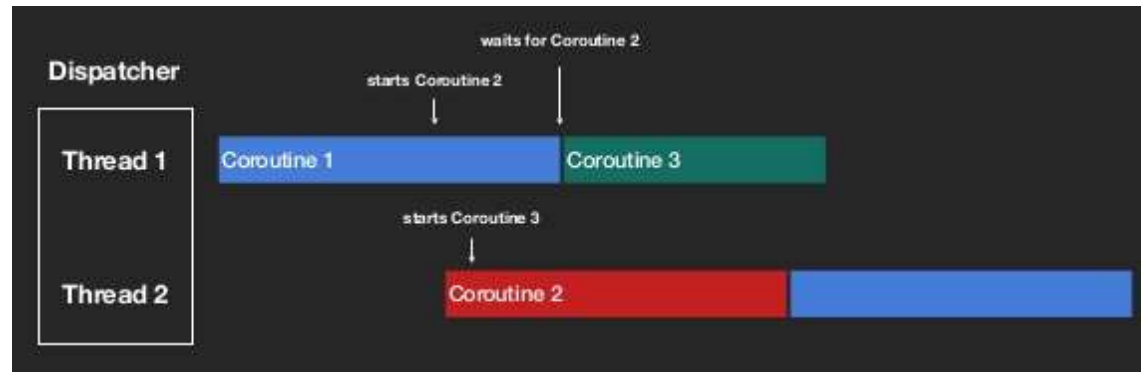 waits for Coroutine 2
Dispatcher
starts Coroutine 2
Thread 1
Coroutine 1
Coroutine 3
starts Coroutine 3
Thread 2
Coroutine 2